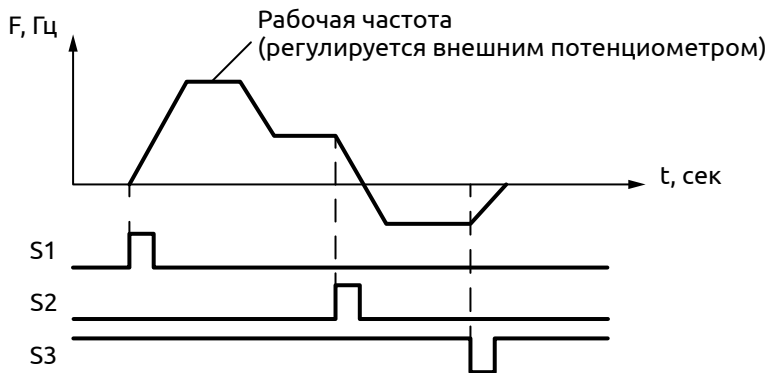 F, Гц
Рабочая частота
(регулируется внешним потенциометром)
t, сек
S1
S2
S3